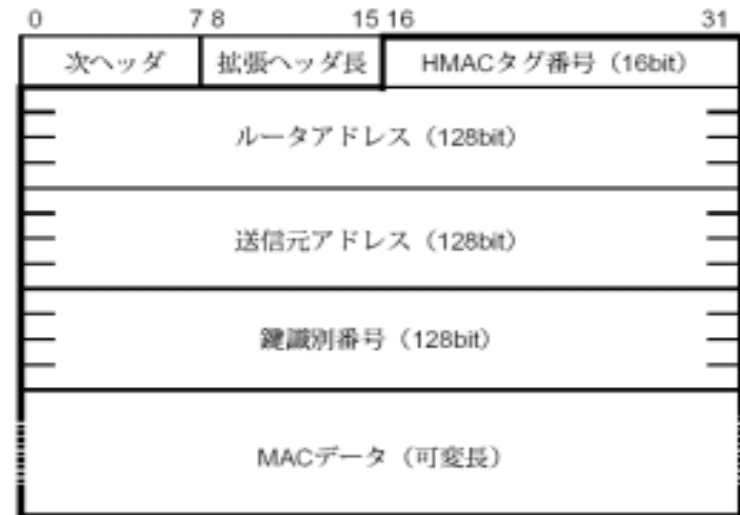 0 7 8 15 16 31
次ヘッダ 拡張ヘッダ長 HMACタグ番号（16bit）
ルータアドレス（128bit）
送信元アドレス（128bit）
鍵識別番号（128bit）
MACデータ（可変長）